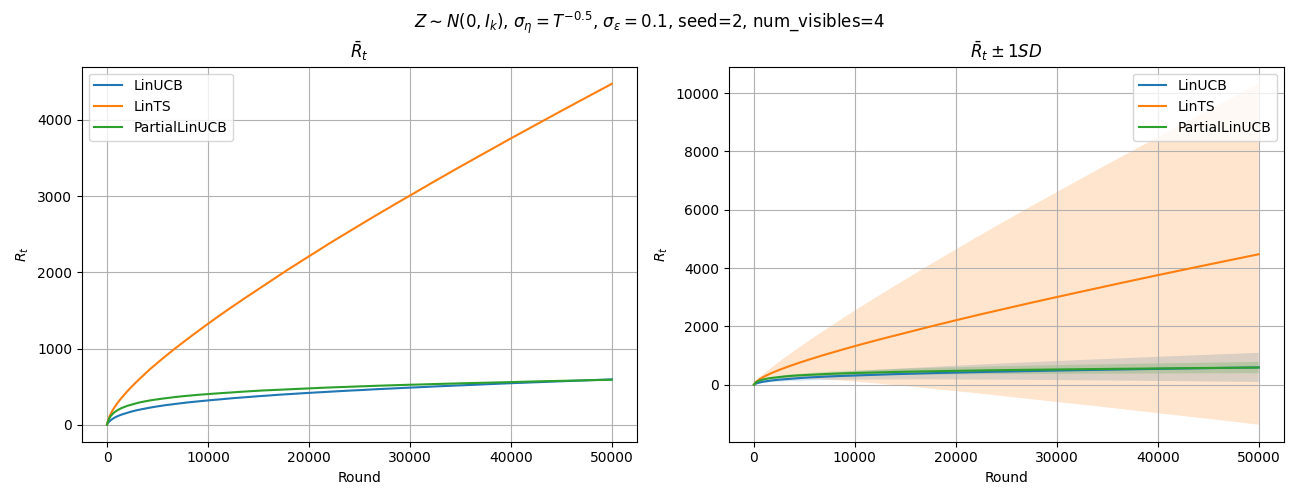 Z ∼ N(0, I_k), σ_η = T^{−0.5}, σ_ε = 0.1, seed=2, num_visibles=4
R̄_t
R_t
4000
3000
2000
1000
0
LinUCB
LinTS
PartialLinUCB
0 10000 20000 30000 40000 50000
Round
R̄_t ± 1SD
R_t
10000
8000
6000
4000
2000
0
LinUCB
LinTS
PartialLinUCB
0 10000 20000 30000 40000 50000
Round